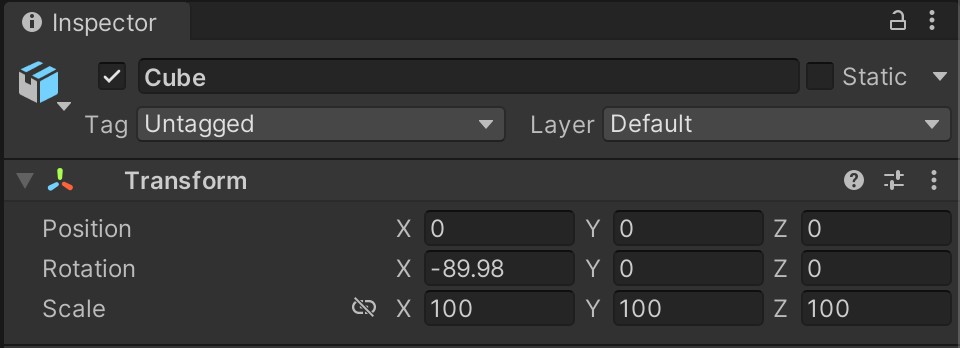 Inspector
Cube Static
Tag Untagged Layer Default
Transform
Position X 0 Y 0 Z 0
Rotation X -89.98 Y 0 Z 0
Scale X 100 Y 100 Z 100